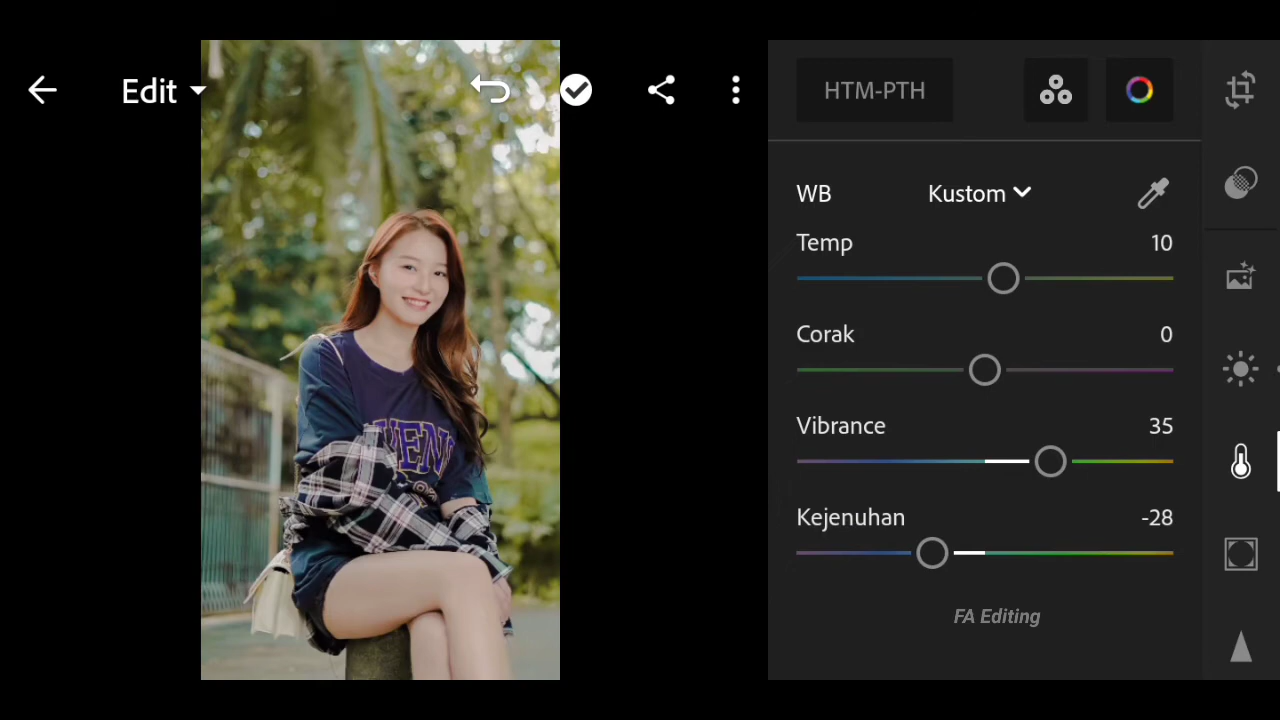 Edit
HTM-PTH
WB Kustom
Temp 10
Corak 0
Vibrance 35
Kejenuhan -28
FA Editing